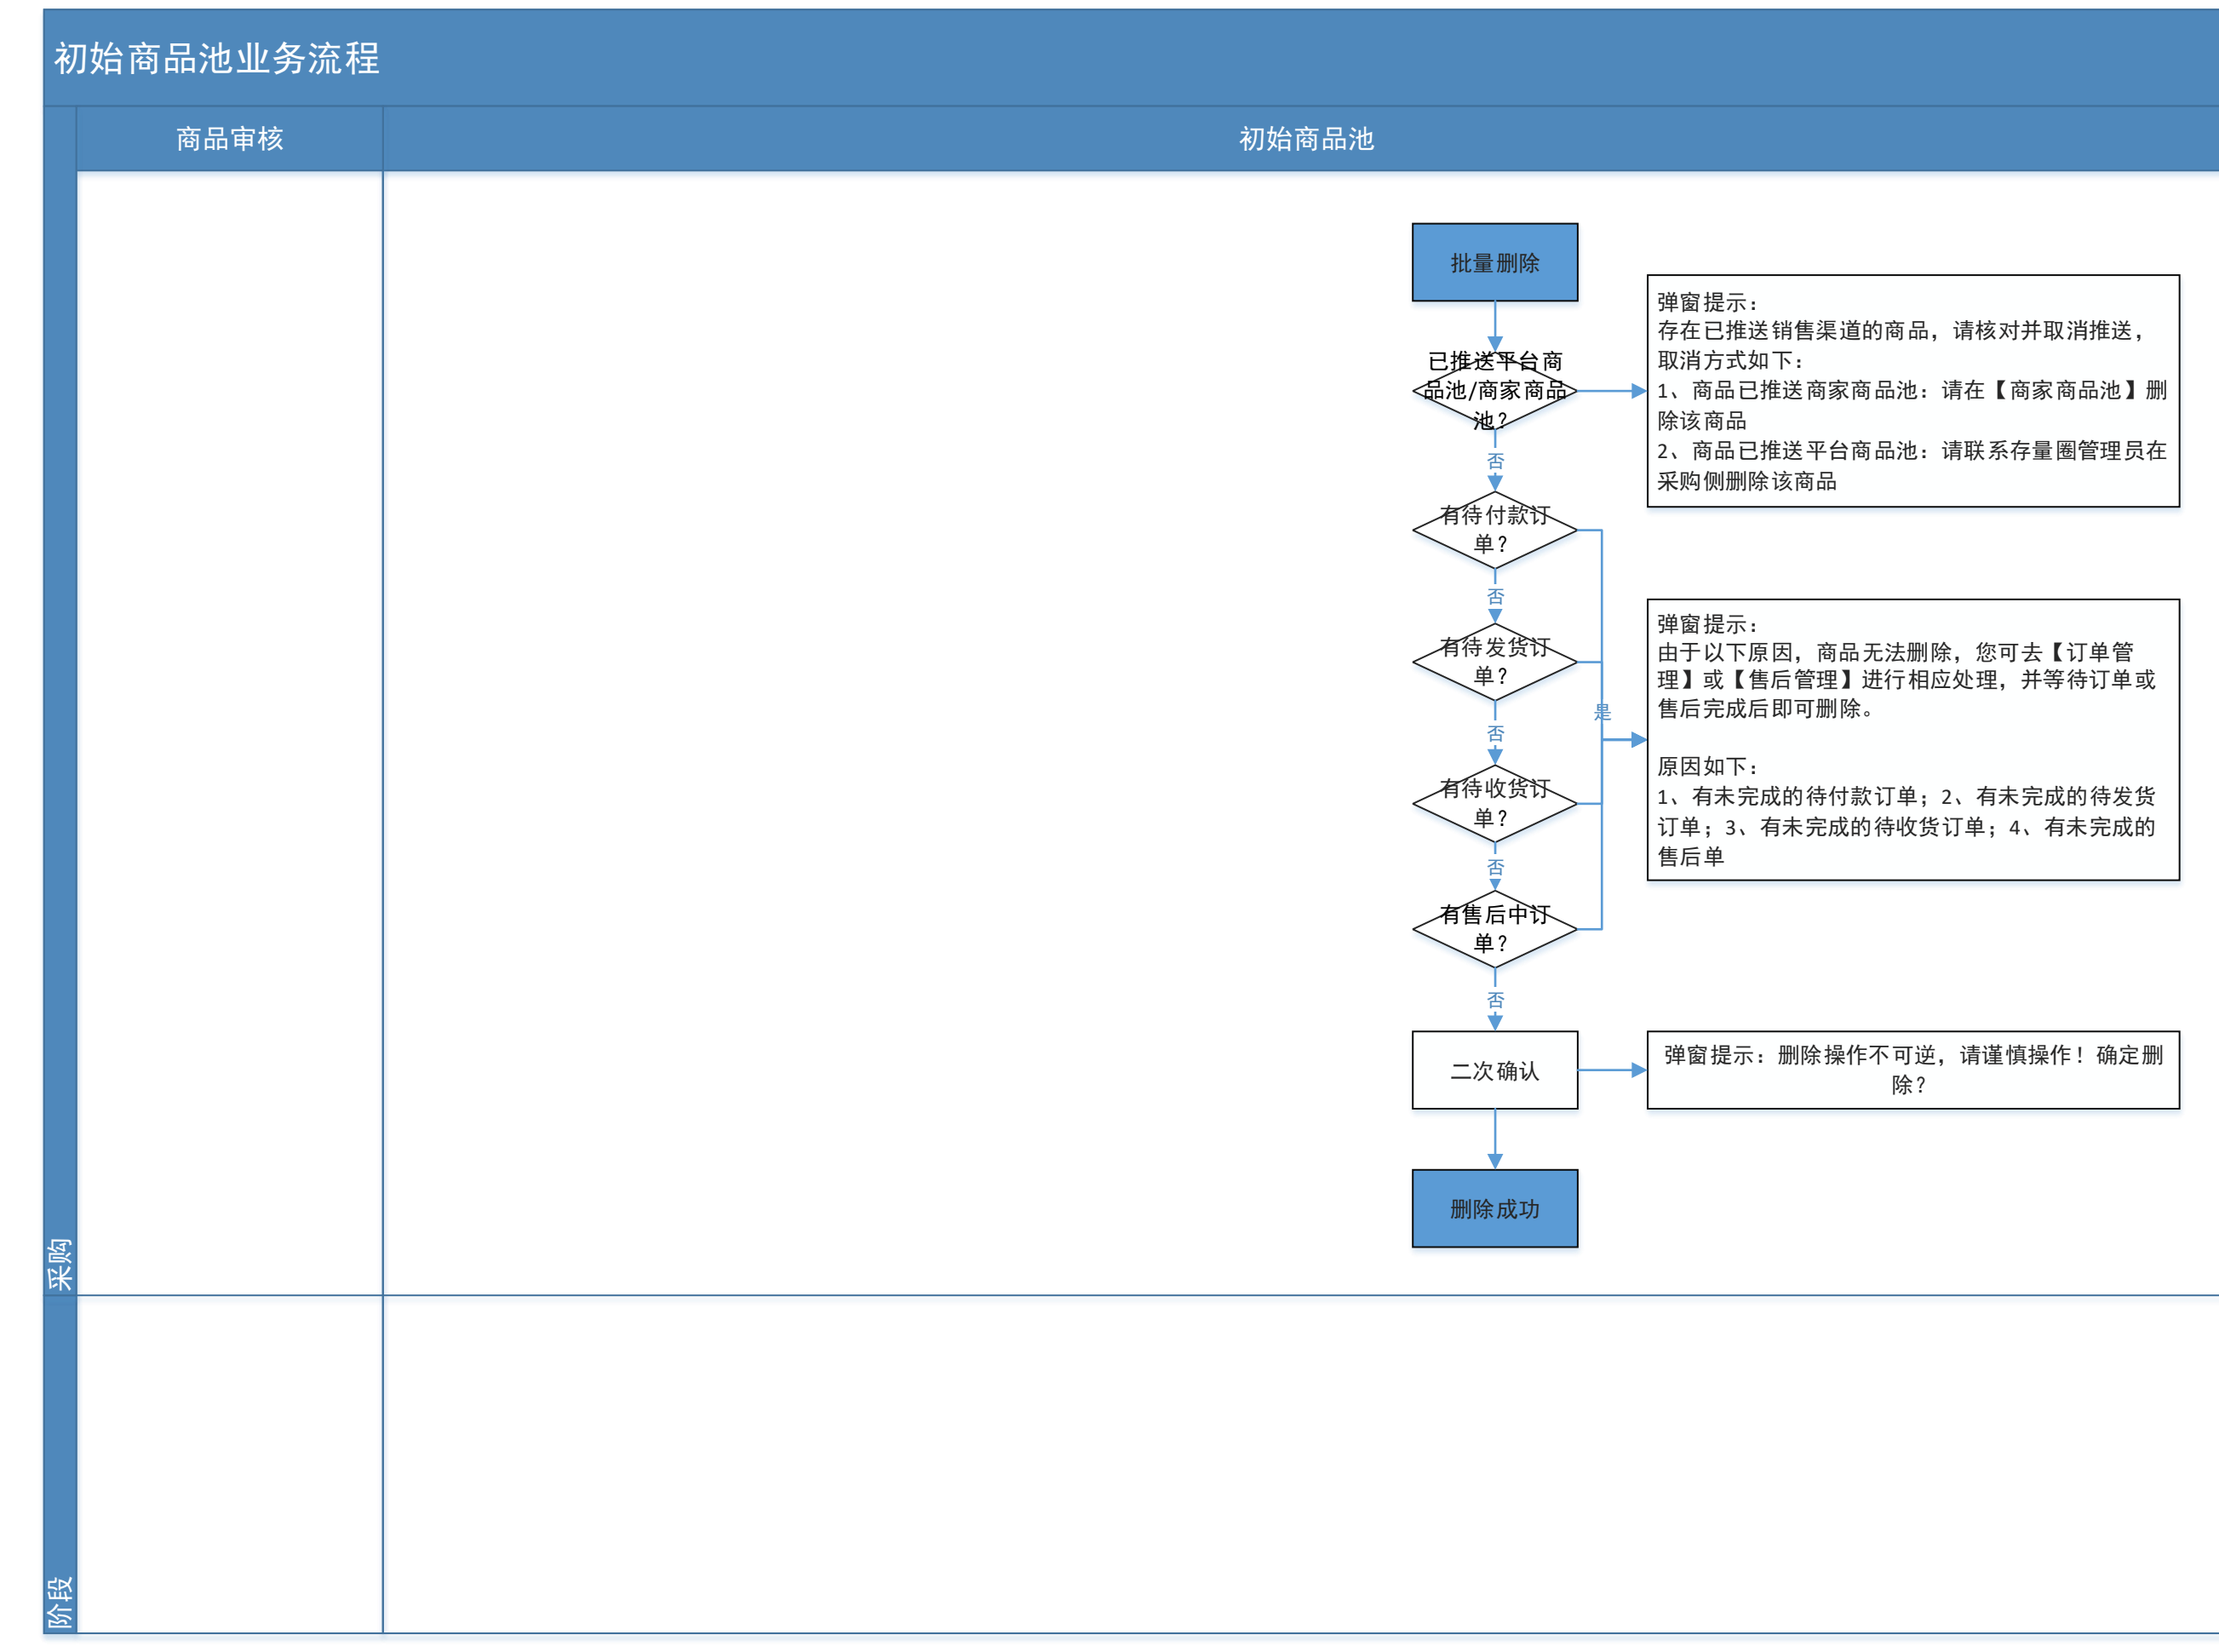 初始商品池业务流程
商品审核
初始商品池
批量删除
已推送平台商
品池/商家商品
池？
弹窗提示：
存在已推送销售渠道的商品，请核对并取消推送，
取消方式如下：
1、商品已推送商家商品池：请在【商家商品池】删
除该商品
2、商品已推送平台商品池：请联系存量圈管理员在
采购侧删除该商品
否
有待付款订
单？
否
有待发货订
单？
是
否
弹窗提示：
由于以下原因，商品无法删除，您可去【订单管
理】或【售后管理】进行相应处理，并等待订单或
售后完成后即可删除。
原因如下：
1、有未完成的待付款订单；2、有未完成的待发货
订单；3、有未完成的待收货订单；4、有未完成的
售后单
有待收货订
单？
否
有售后中订
单？
否
二次确认
弹窗提示：删除操作不可逆，请谨慎操作！确定删
除？
删除成功
采购
阶段